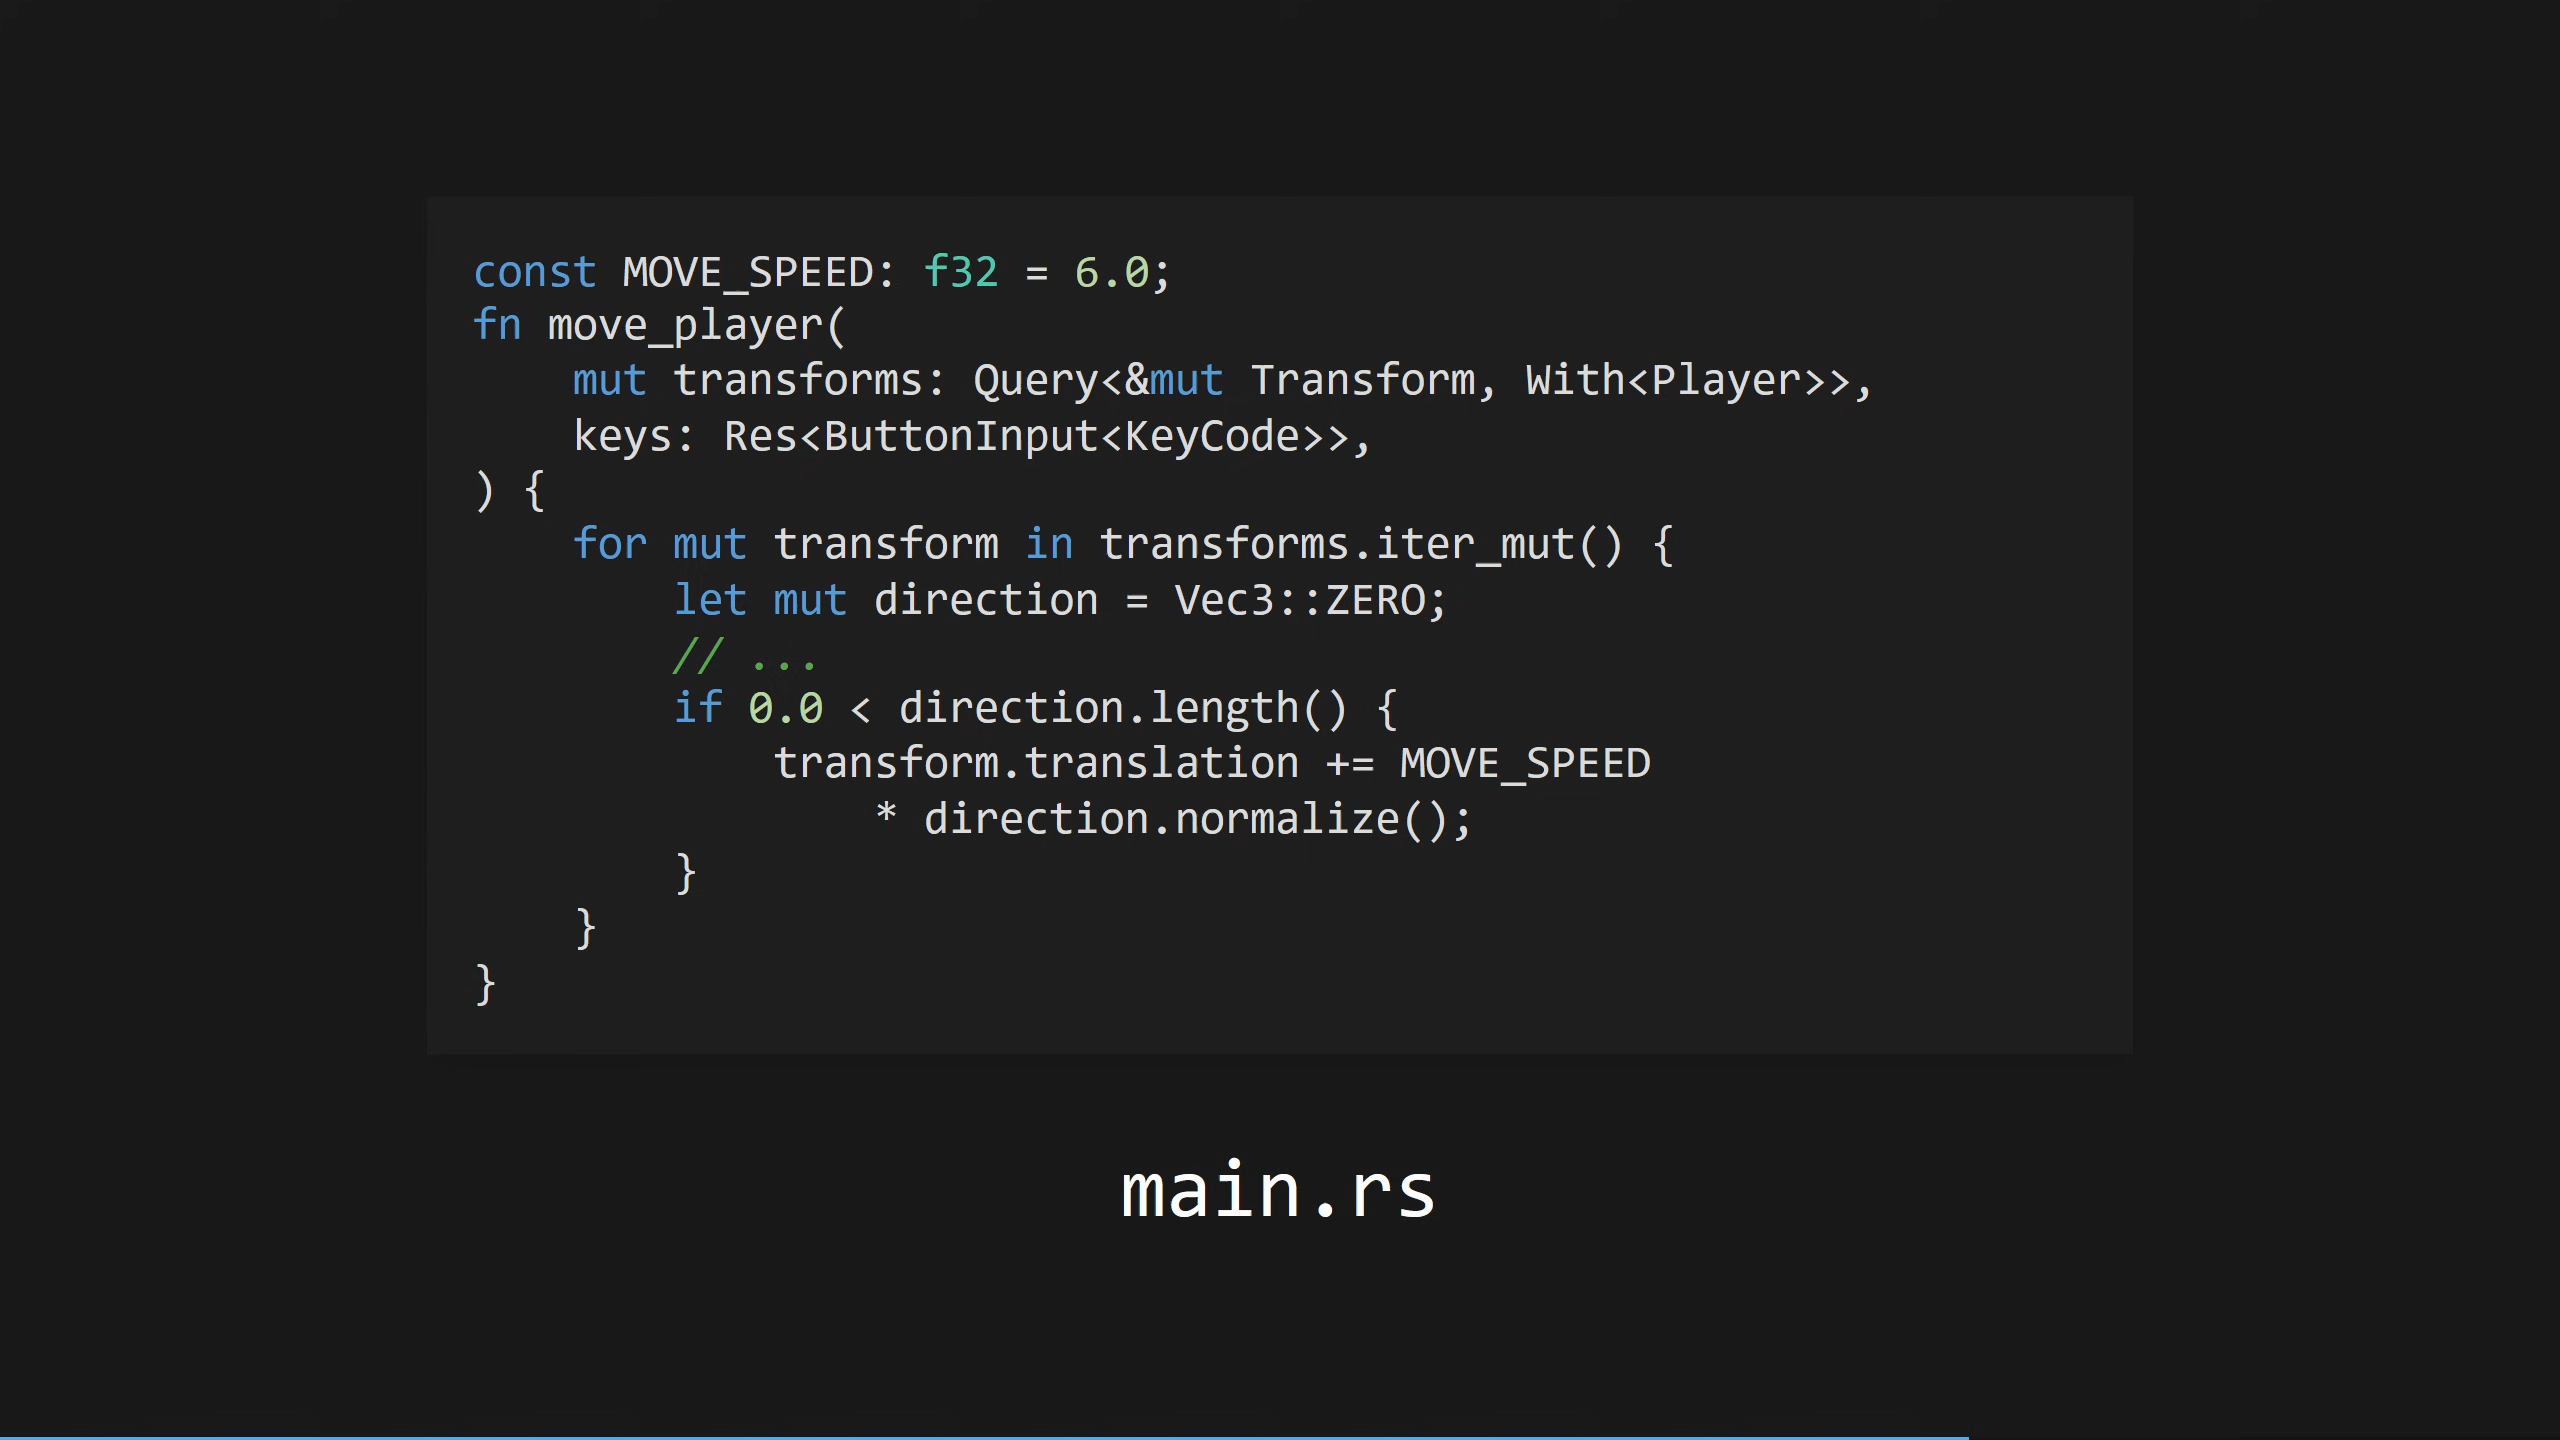 const MOVE_SPEED: f32 = 6.0;
fn move_player(
    mut transforms: Query<&mut Transform, With<Player>>,
    keys: Res<ButtonInput<KeyCode>>,
) {
    for mut transform in transforms.iter_mut() {
        let mut direction = Vec3::ZERO;
        // ...
        if 0.0 < direction.length() {
            transform.translation += MOVE_SPEED
                * direction.normalize();
        }
    }
}
main.rs